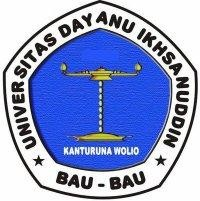 UNIVERSITAS DAYANU IKHSANUDDIN
KANTURUNA WOLIO
BAU - BAU